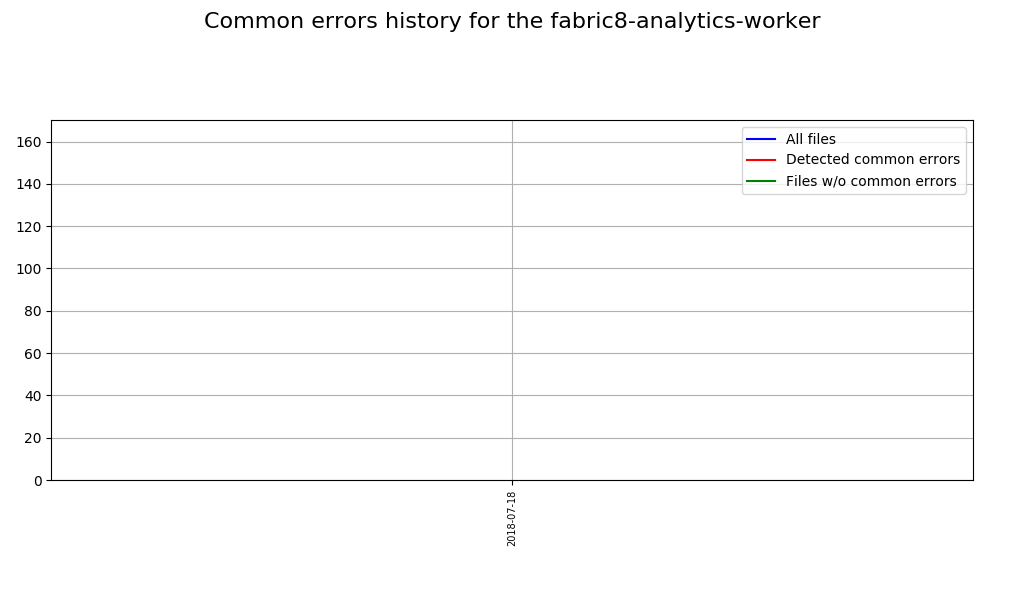 Common errors history for the fabric8-analytics-worker
All files
Detected common errors
Files w/o common errors
160
140
120
100
80
60
40
20
0
2018-07-18